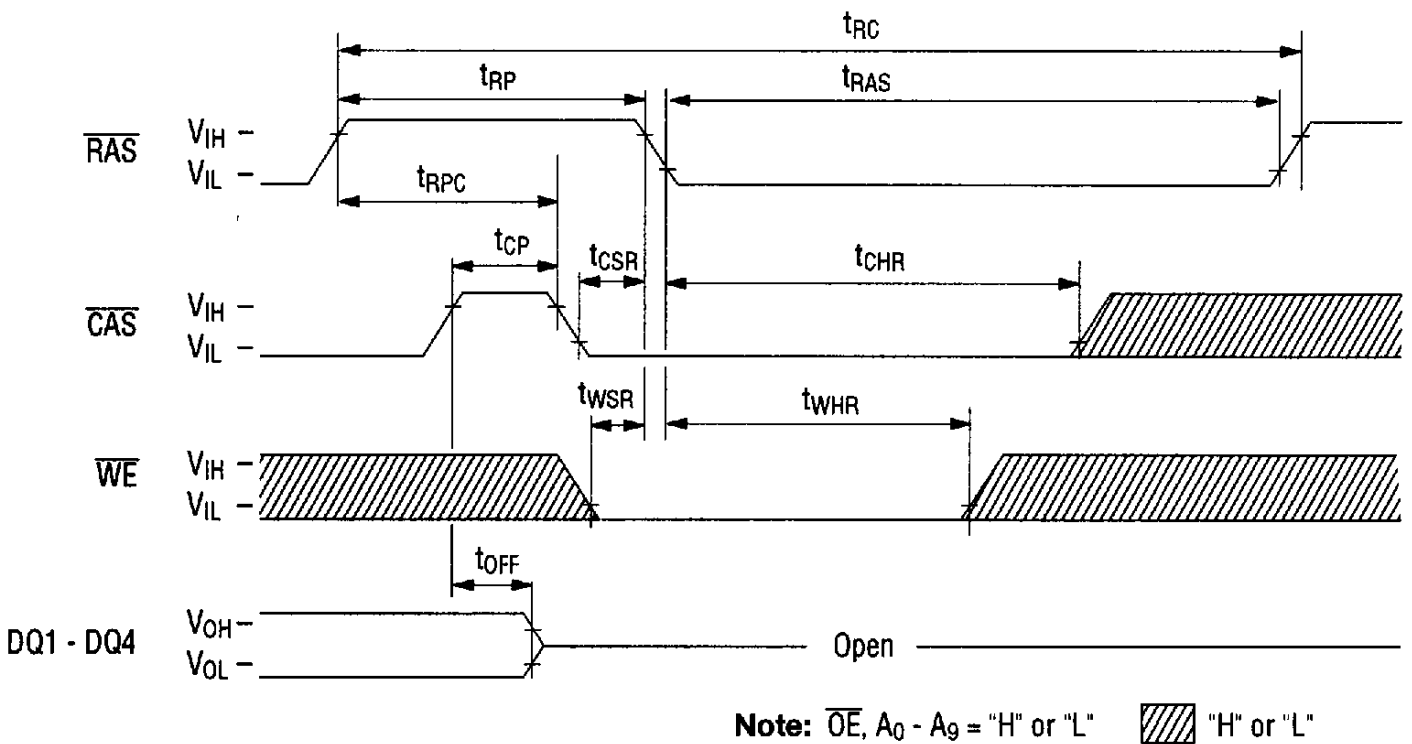 tRC
tRP
tRAS
RAS
VIH
VIL
tRPC
tCP
tCSR
tCHR
CAS
VIH
VIL
tWSR
tWHR
WE
VIH
VIL
tOFF
DQ1 - DQ4
VOH
VOL
Open
Note: OE, A0 - A9 = "H" or "L"
"H" or "L"